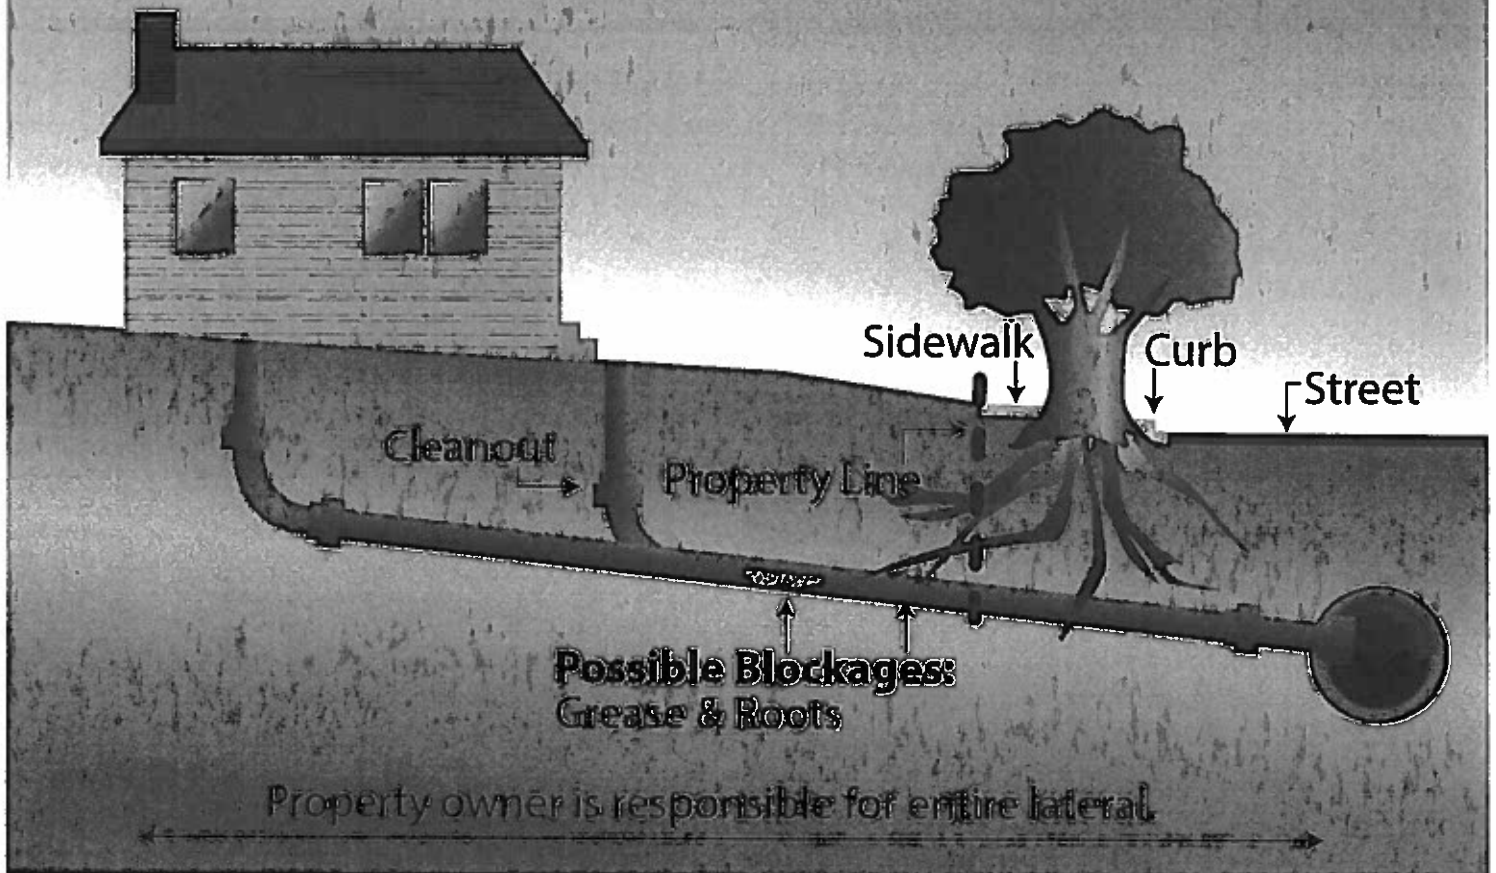 Sidewalk
Curb
Street
Cleanout
Property Line
Possible Blockages:
Grease & Roots
Property owner is responsible for entire lateral.